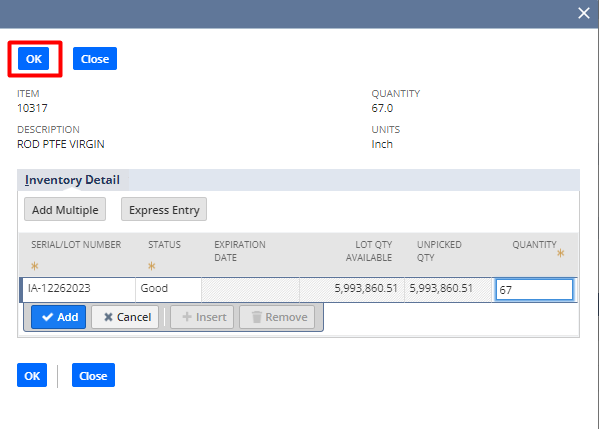 OK Close
ITEM QUANTITY
10317 67.0
DESCRIPTION UNITS
ROD PTFE VIRGIN Inch
Inventory Detail
Add Multiple Express Entry
SERIAL/LOT NUMBER STATUS EXPIRATION LOT QTY UNPICKED QUANTITY
DATE AVAILABLE QTY
* * *
IA-12262023 Good 5,993,860.51 5,993,860.51 67
Add Cancel Insert Remove
OK Close